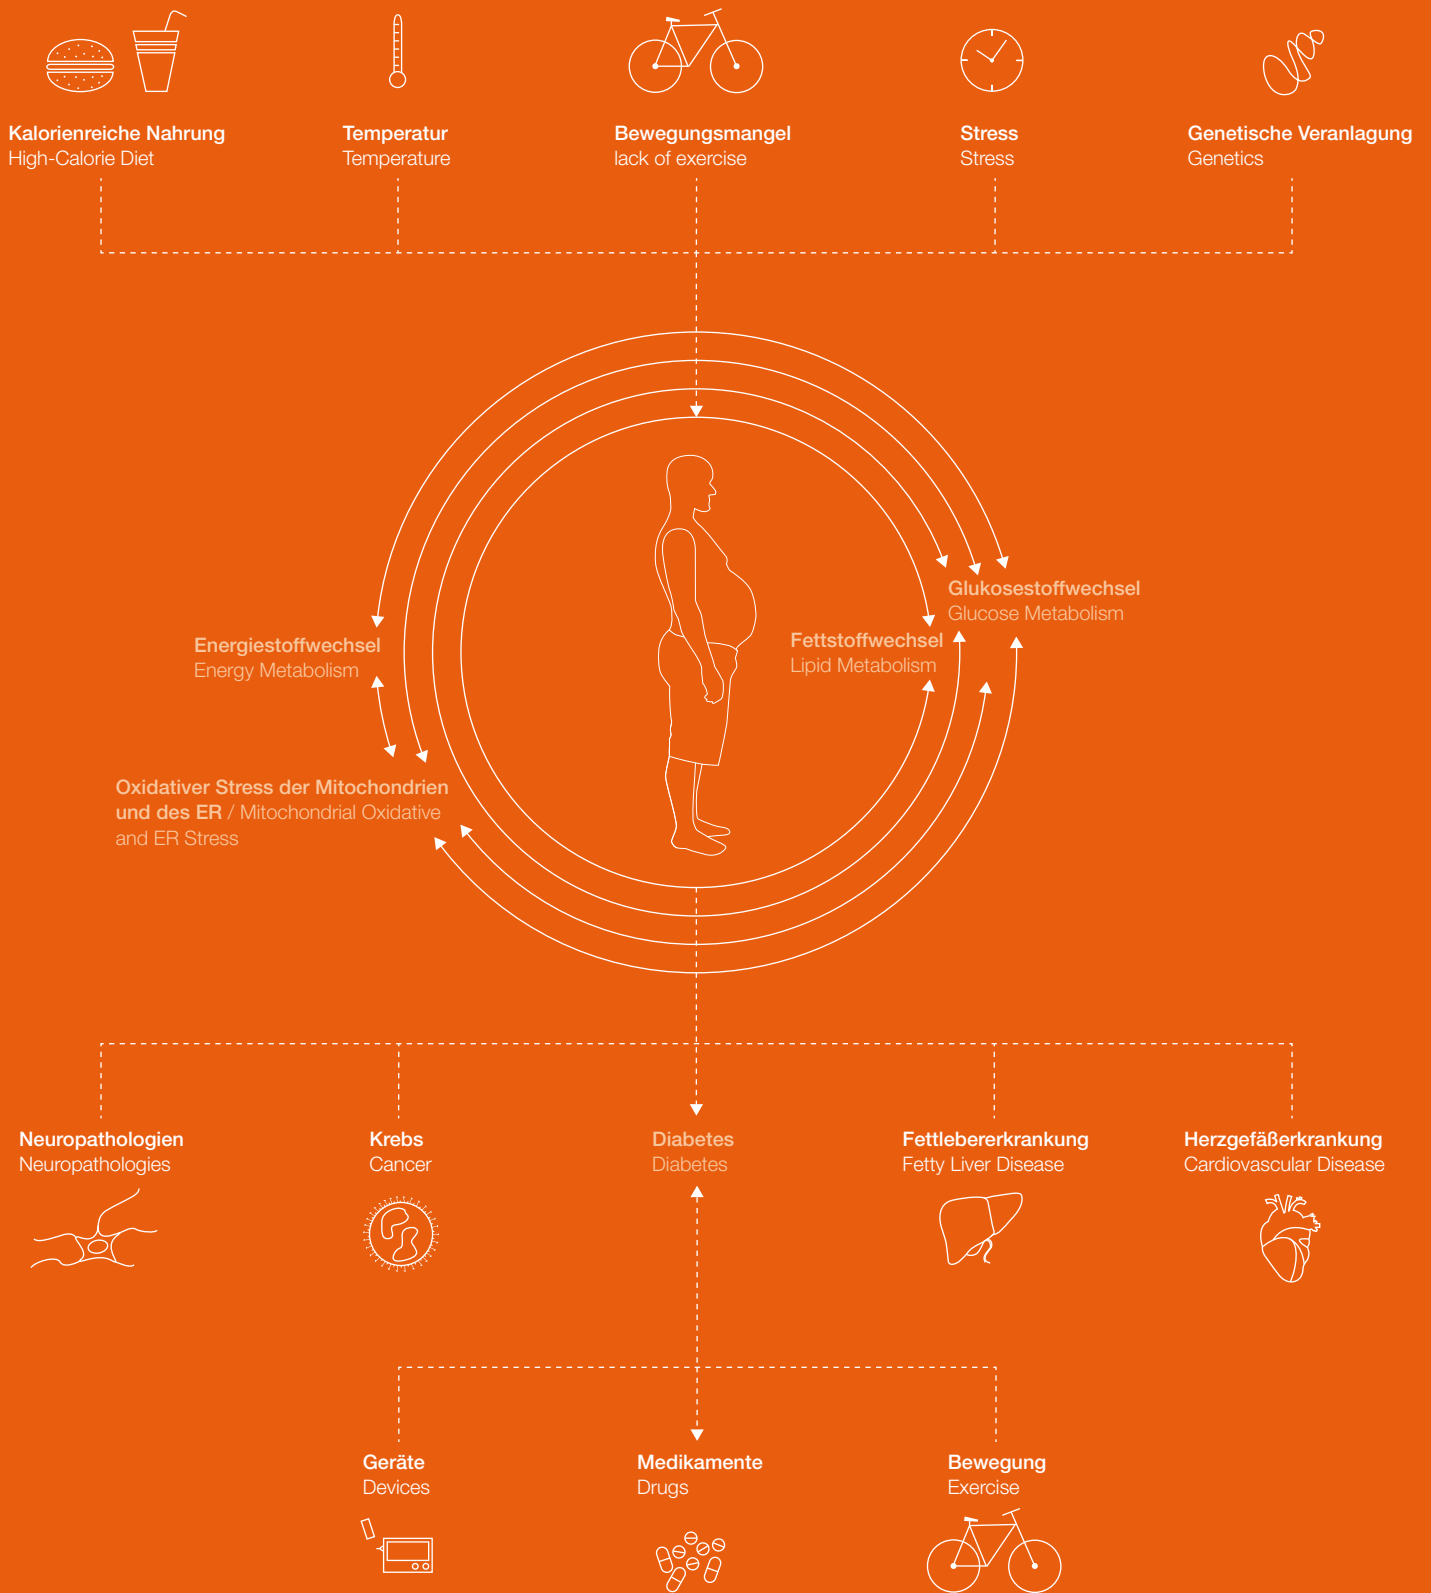 Kalorienreiche Nahrung
High-Calorie Diet
Temperatur
Temperature
Bewegungsmangel
lack of exercise
Stress
Stress
Genetische Veranlagung
Genetics
Glukosestoffwechsel
Glucose Metabolism
Energiestoffwechsel
Energy Metabolism
Fettstoffwechsel
Lipid Metabolism
Oxidativer Stress der Mitochondrien
und des ER / Mitochondrial Oxidative
and ER Stress
Neuropathologien
Neuropathologies
Krebs
Cancer
Diabetes
Diabetes
Fettlebererkrankung
Fetty Liver Disease
Herzgefäßerkrankung
Cardiovascular Disease
Geräte
Devices
Medikamente
Drugs
Bewegung
Exercise